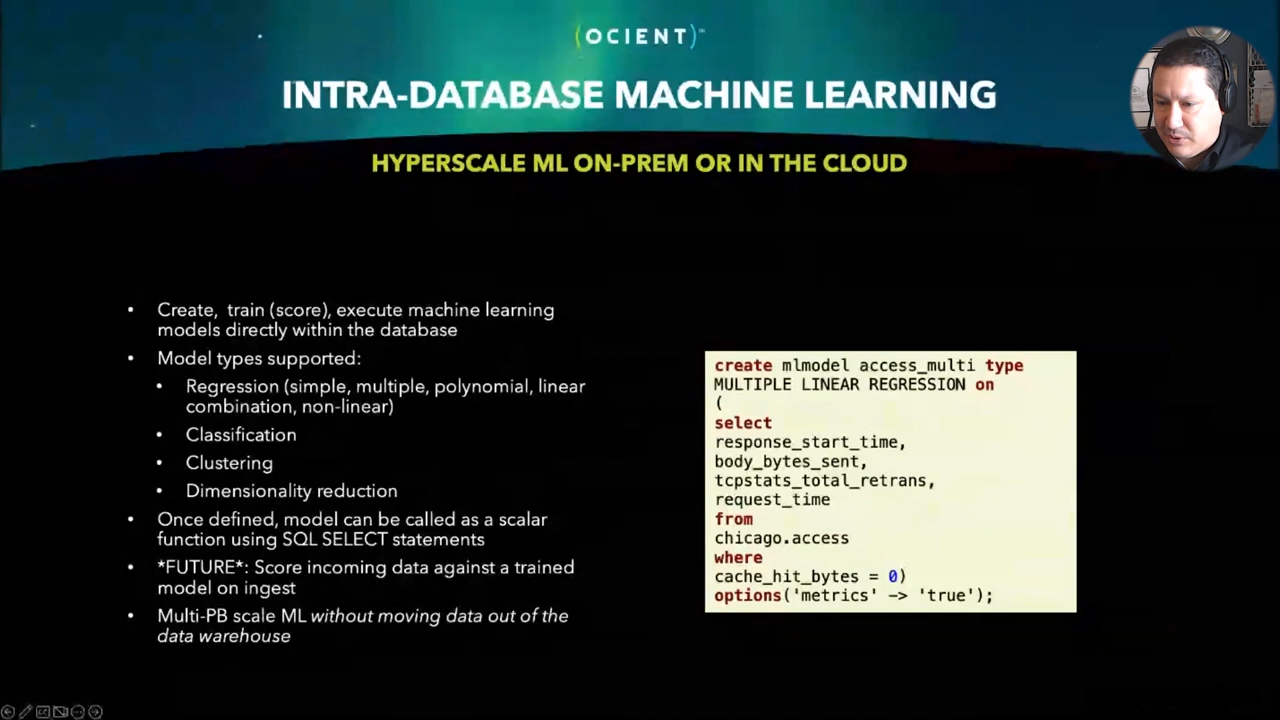 (OCIENT)™
INTRA-DATABASE MACHINE LEARNING
HYPERSCALE ML ON-PREM OR IN THE CLOUD
• Create,  train (score), execute machine learning
models directly within the database
• Model types supported:
• Regression (simple, multiple, polynomial, linear
combination, non-linear)
• Classification
• Clustering
• Dimensionality reduction
• Once defined, model can be called as a scalar
function using SQL SELECT statements
• *FUTURE*: Score incoming data against a trained
model on ingest
• Multi-PB scale ML without moving data out of the
data warehouse
create mlmodel access_multi type
MULTIPLE LINEAR REGRESSION on
(
select
response_start_time,
body_bytes_sent,
tcpstats_total_retrans,
request_time
from
chicago.access
where
cache_hit_bytes = 0)
options('metrics' -> 'true');